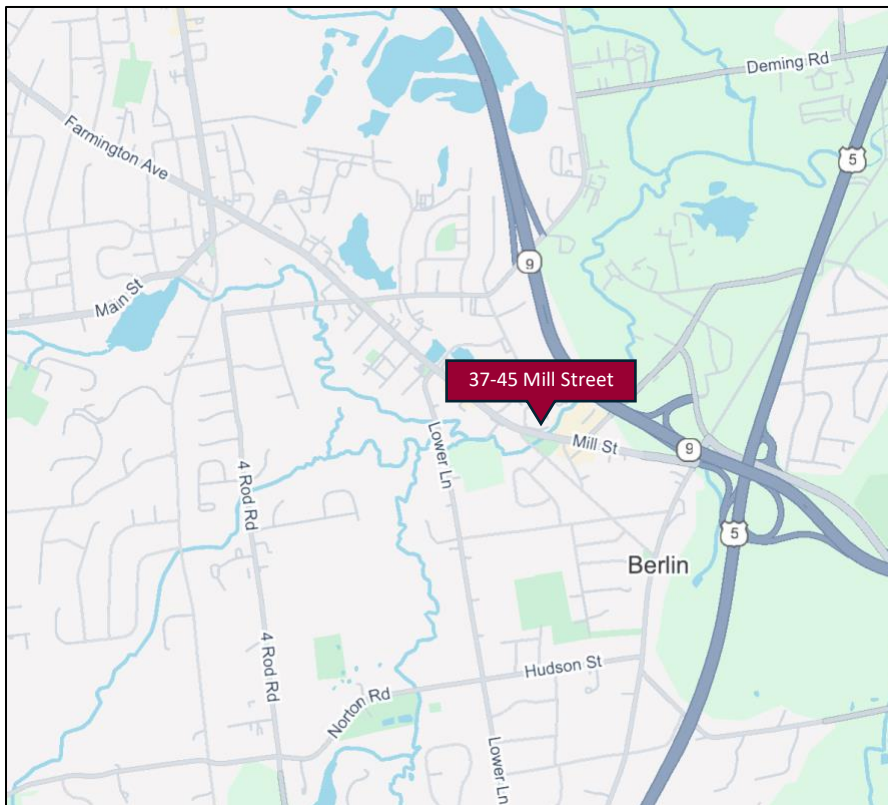 Deming Rd
5
Farmington Ave
9
Main St
37-45 Mill Street
Mill St
9
Lower Ln
4 Rod Rd
5
Berlin
4 Rod Rd
Hudson St
Norton Rd
Lower Ln